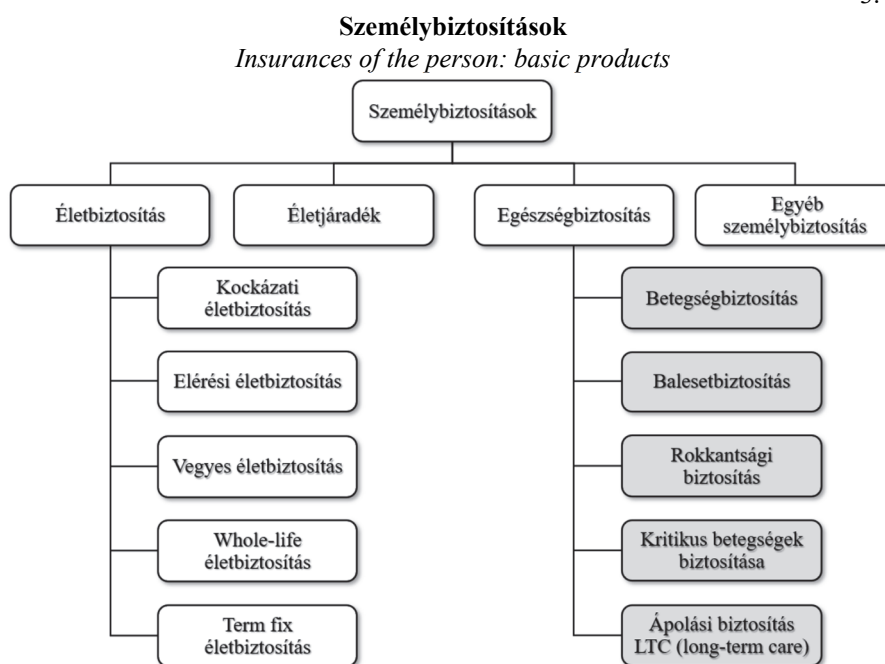 Személybiztosítások
Insurances of the person: basic products
Személybiztosítások
Életbiztosítás
Életjáradék
Egészségbiztosítás
Egyéb
személybiztosítás
Kockázati
életbiztosítás
Elérési életbiztosítás
Vegyes életbiztosítás
Whole-life
életbiztosítás
Term fix
életbiztosítás
Betegségbiztosítás
Balesetbiztosítás
Rokkantsági
biztosítás
Kritikus betegségek
biztosítása
Ápolási biztosítás
LTC (long-term care)